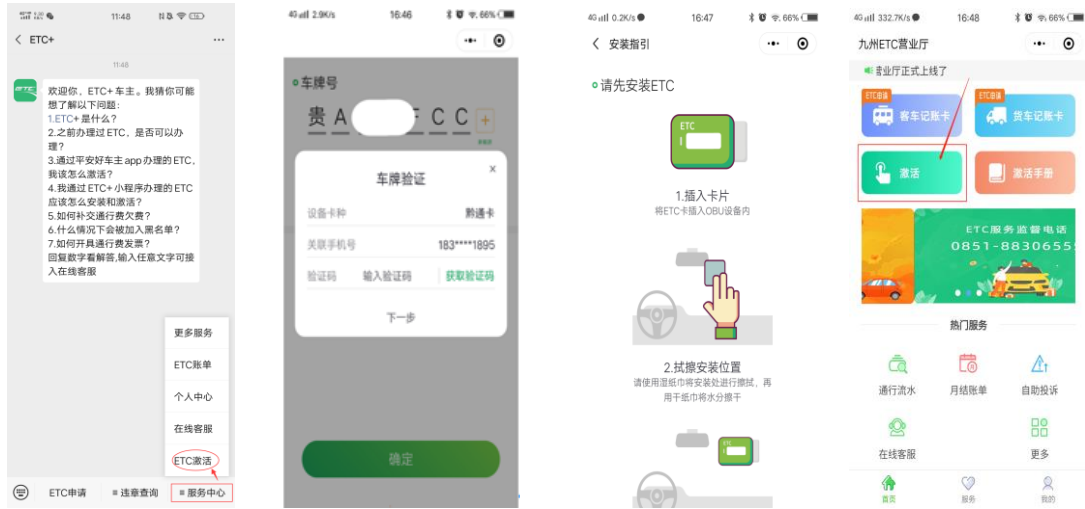 11:48
ETC+
11:48
欢迎你，ETC+车主。我猜你可能
想了解以下问题:
1.ETC+是什么?
2.之前办理过ETC，是否可以办
理?
3.通过平安好车主app办理的ETC,
我该怎么激活?
4.我通过ETC+小程序办理的ETC
应该怎么安装和激活?
5.如何补交通行费欠费?
6.什么情况下会被加入黑名单?
7.如何开具通行费发票?
回复数字看解答,输入任意文字可接
入在线客服
更多服务
ETC账单
个人中心
在线客服
ETC激活
ETC申请
违章查询
服务中心
4G 2.9K/s 16:46 66%
车牌号
贵 A C C
车牌验证
设备卡种 黔通卡
关联手机号 183****1895
验证码 输入验证码 获取验证码
下一步
确定
4G 0.2K/s 16:47 66%
安装指引
请先安装ETC
ETC
1.插入卡片
将ETC卡插入OBU设备内
2.拭擦安装位置
请使用湿纸巾将安装处进行擦拭，再
用干纸巾将水分擦干
4G 332.7K/s 16:48 66%
九州ETC营业厅
营业厅正式上线了
ETC申请
客车记账卡
ETC申请
货车记账卡
激活
激活手册
ETC服务监督电话
0851-88306555
热门服务
通行流水
月结账单
自助投诉
在线客服
更多
首页
服务
我的